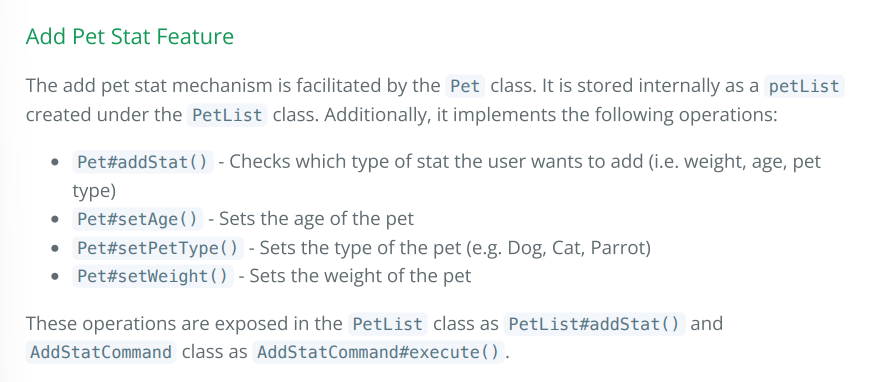 Add Pet Stat Feature
The add pet stat mechanism is facilitated by the Pet class. It is stored internally as a petList
created under the PetList class. Additionally, it implements the following operations:
• Pet#addStat() - Checks which type of stat the user wants to add (i.e. weight, age, pet
type)
• Pet#setAge() - Sets the age of the pet
• Pet#setPetType() - Sets the type of the pet (e.g. Dog, Cat, Parrot)
• Pet#setWeight() - Sets the weight of the pet
These operations are exposed in the PetList class as PetList#addStat() and
AddStatCommand class as AddStatCommand#execute().